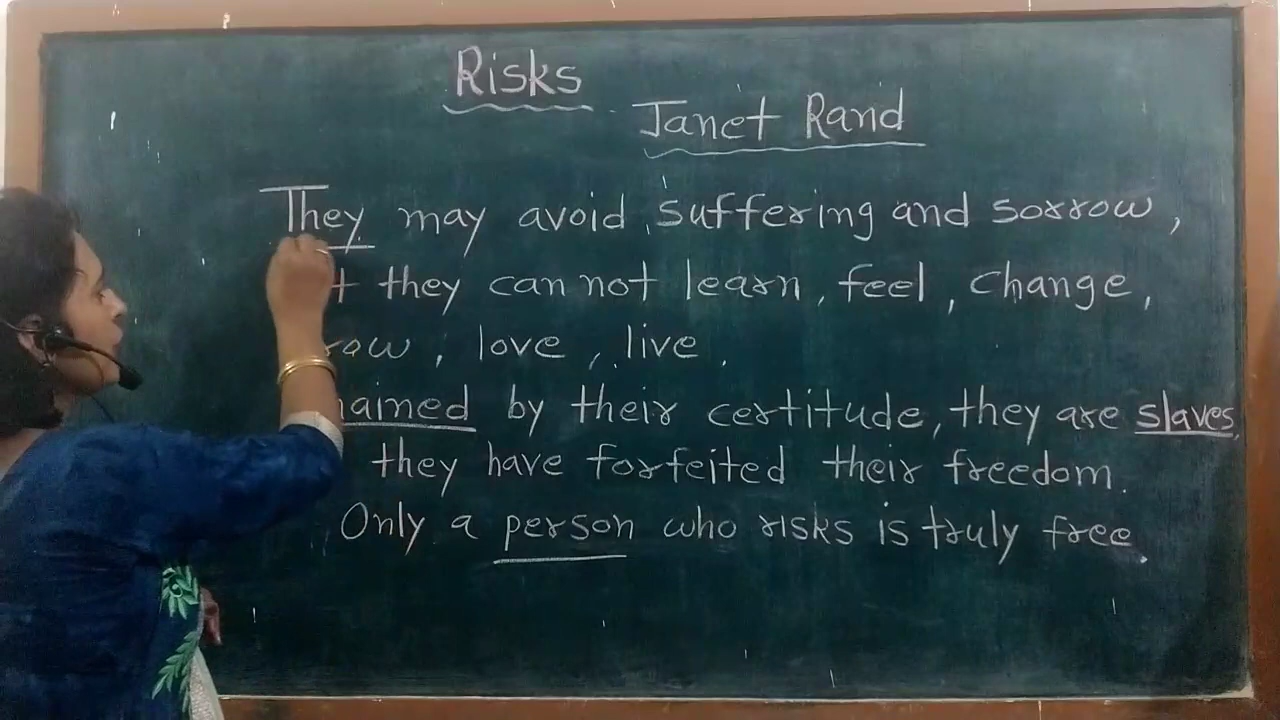 Risks
Janet Rand
They may avoid suffering and sorrow,
they can not learn, feel, change,
love, live.
by their certitude, they are slaves,
they have forfeited their freedom.
Only a person who risks is truly free.